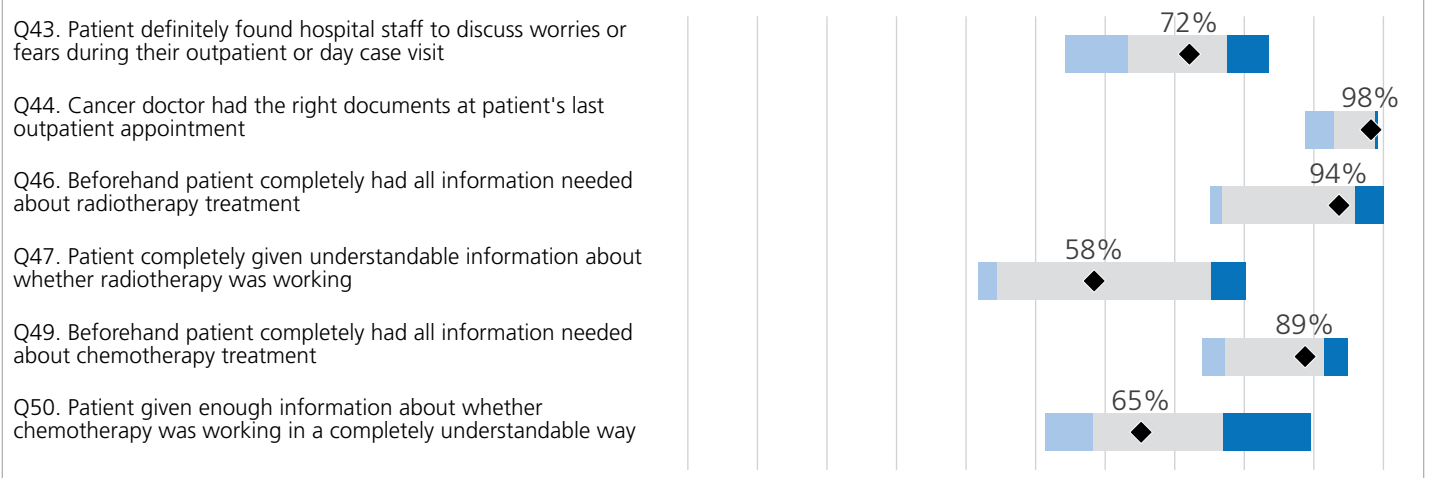 Q43. Patient definitely found hospital staff to discuss worries or
fears during their outpatient or day case visit
72%
Q44. Cancer doctor had the right documents at patient's last
outpatient appointment
98%
Q46. Beforehand patient completely had all information needed
about radiotherapy treatment
94%
Q47. Patient completely given understandable information about
whether radiotherapy was working
58%
Q49. Beforehand patient completely had all information needed
about chemotherapy treatment
89%
Q50. Patient given enough information about whether
chemotherapy was working in a completely understandable way
65%